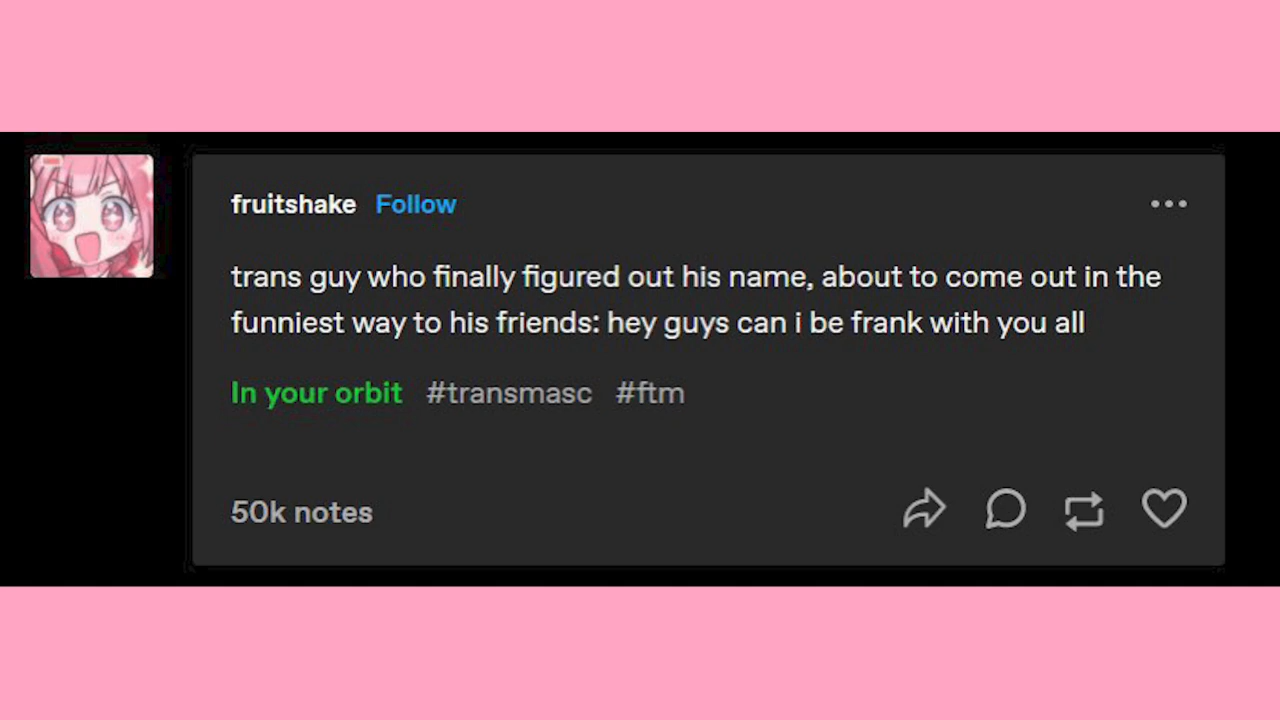 fruitshake Follow
trans guy who finally figured out his name, about to come out in the
funniest way to his friends: hey guys can i be frank with you all
In your orbit #transmasc #ftm
50k notes